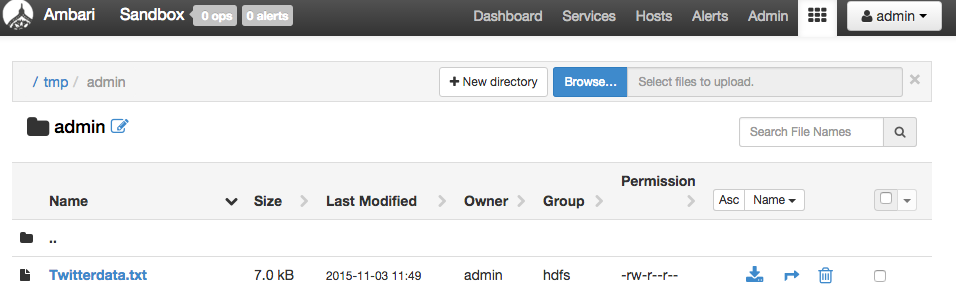 Ambari Sandbox 0 ops 0 alerts Dashboard Services Hosts Alerts Admin admin
/ tmp / admin + New directory Browse... Select files to upload. ×
admin Search File Names
Name Size Last Modified Owner Group Permission Asc Name
..
Twitterdata.txt 7.0 kB 2015-11-03 11:49 admin hdfs -rw-r--r--